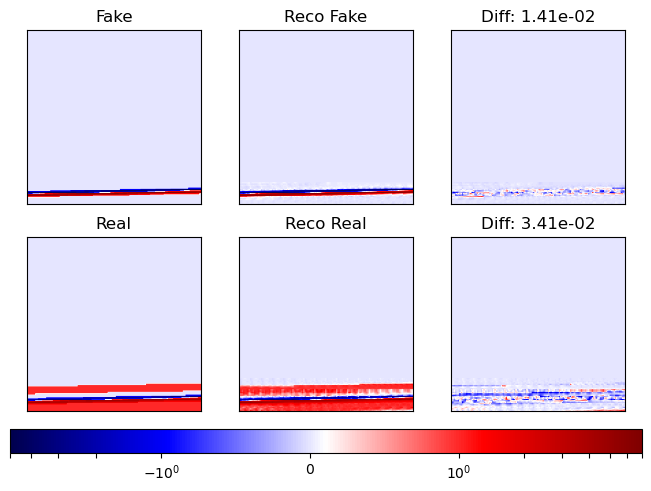 Fake Reco Fake Diff: 1.41e-02
Real Reco Real Diff: 3.41e-02
−10⁰ 0 10⁰